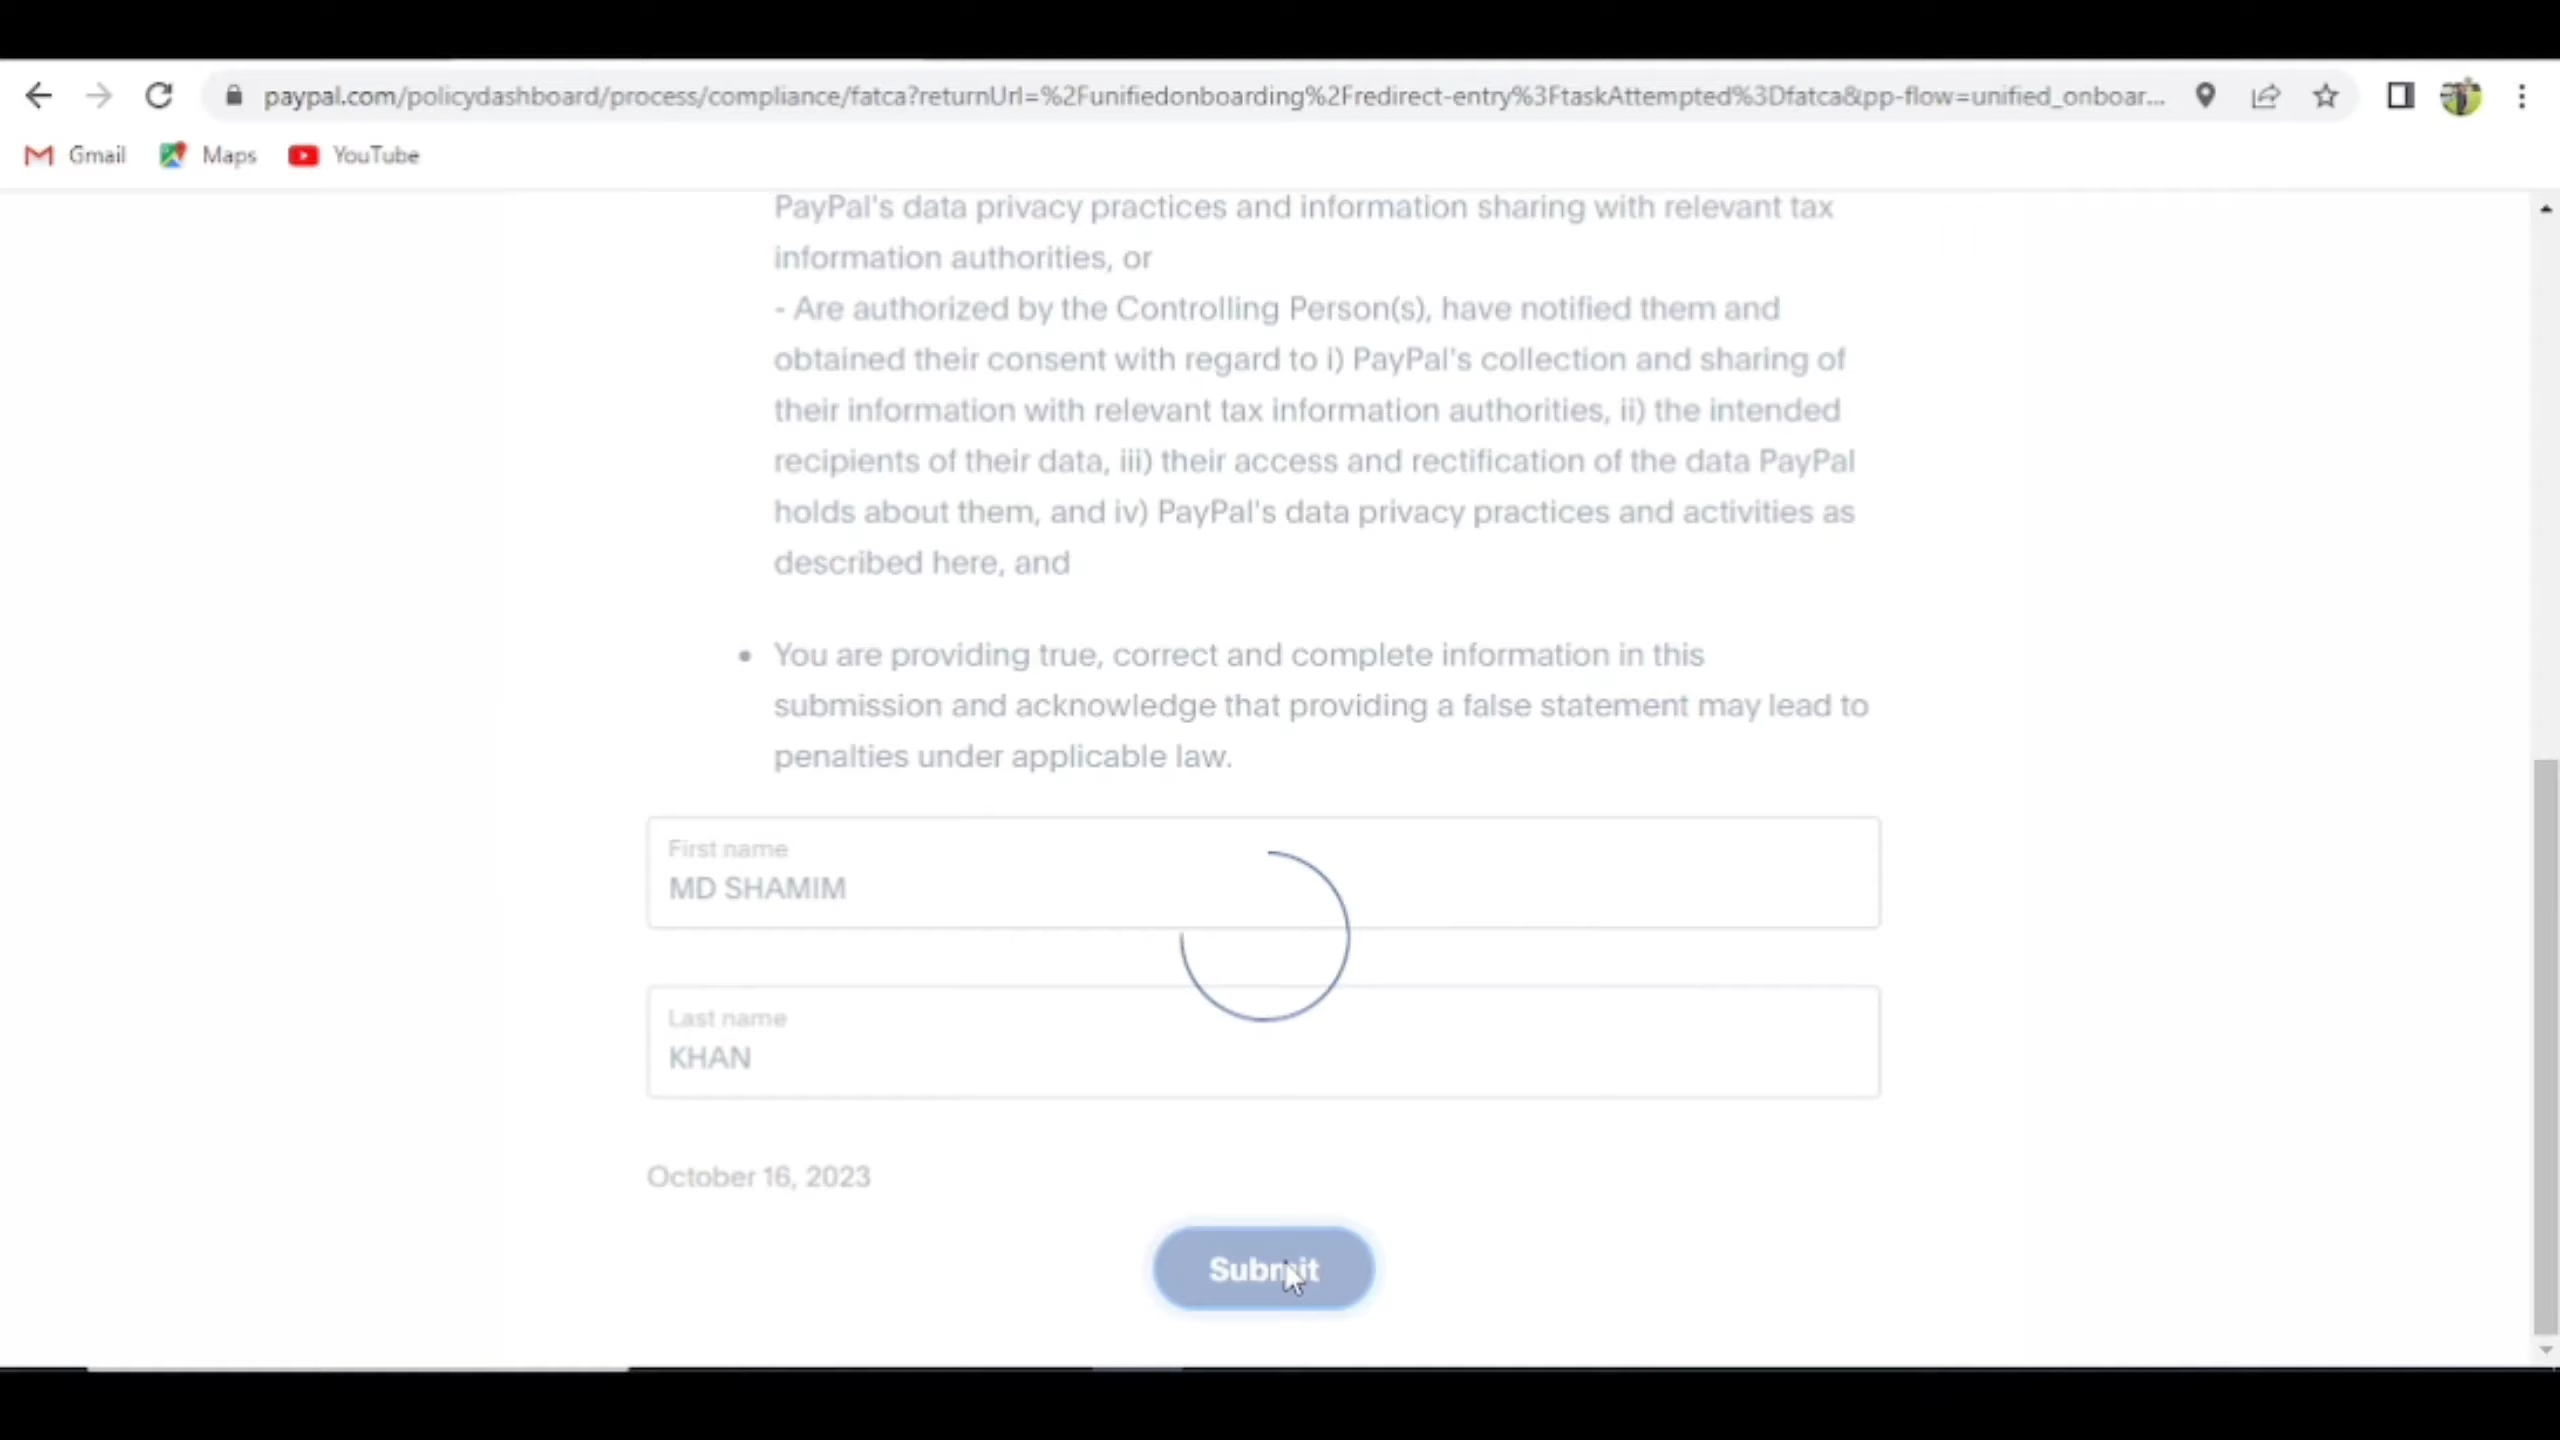 paypal.com/policydashboard/process/compliance/fatca?returnUrl=%2Funifiedonboarding%2Fredirect-entry%3FtaskAttempted%3Dfatca&pp-flow=unified_onboar...
Gmail Maps YouTube
PayPal's data privacy practices and information sharing with relevant tax
information authorities, or
- Are authorized by the Controlling Person(s), have notified them and
obtained their consent with regard to i) PayPal's collection and sharing of
their information with relevant tax information authorities, ii) the intended
recipients of their data, iii) their access and rectification of the data PayPal
holds about them, and iv) PayPal's data privacy practices and activities as
described here, and
• You are providing true, correct and complete information in this
submission and acknowledge that providing a false statement may lead to
penalties under applicable law.
First name
MD SHAMIM
Last name
KHAN
October 16, 2023
Submit